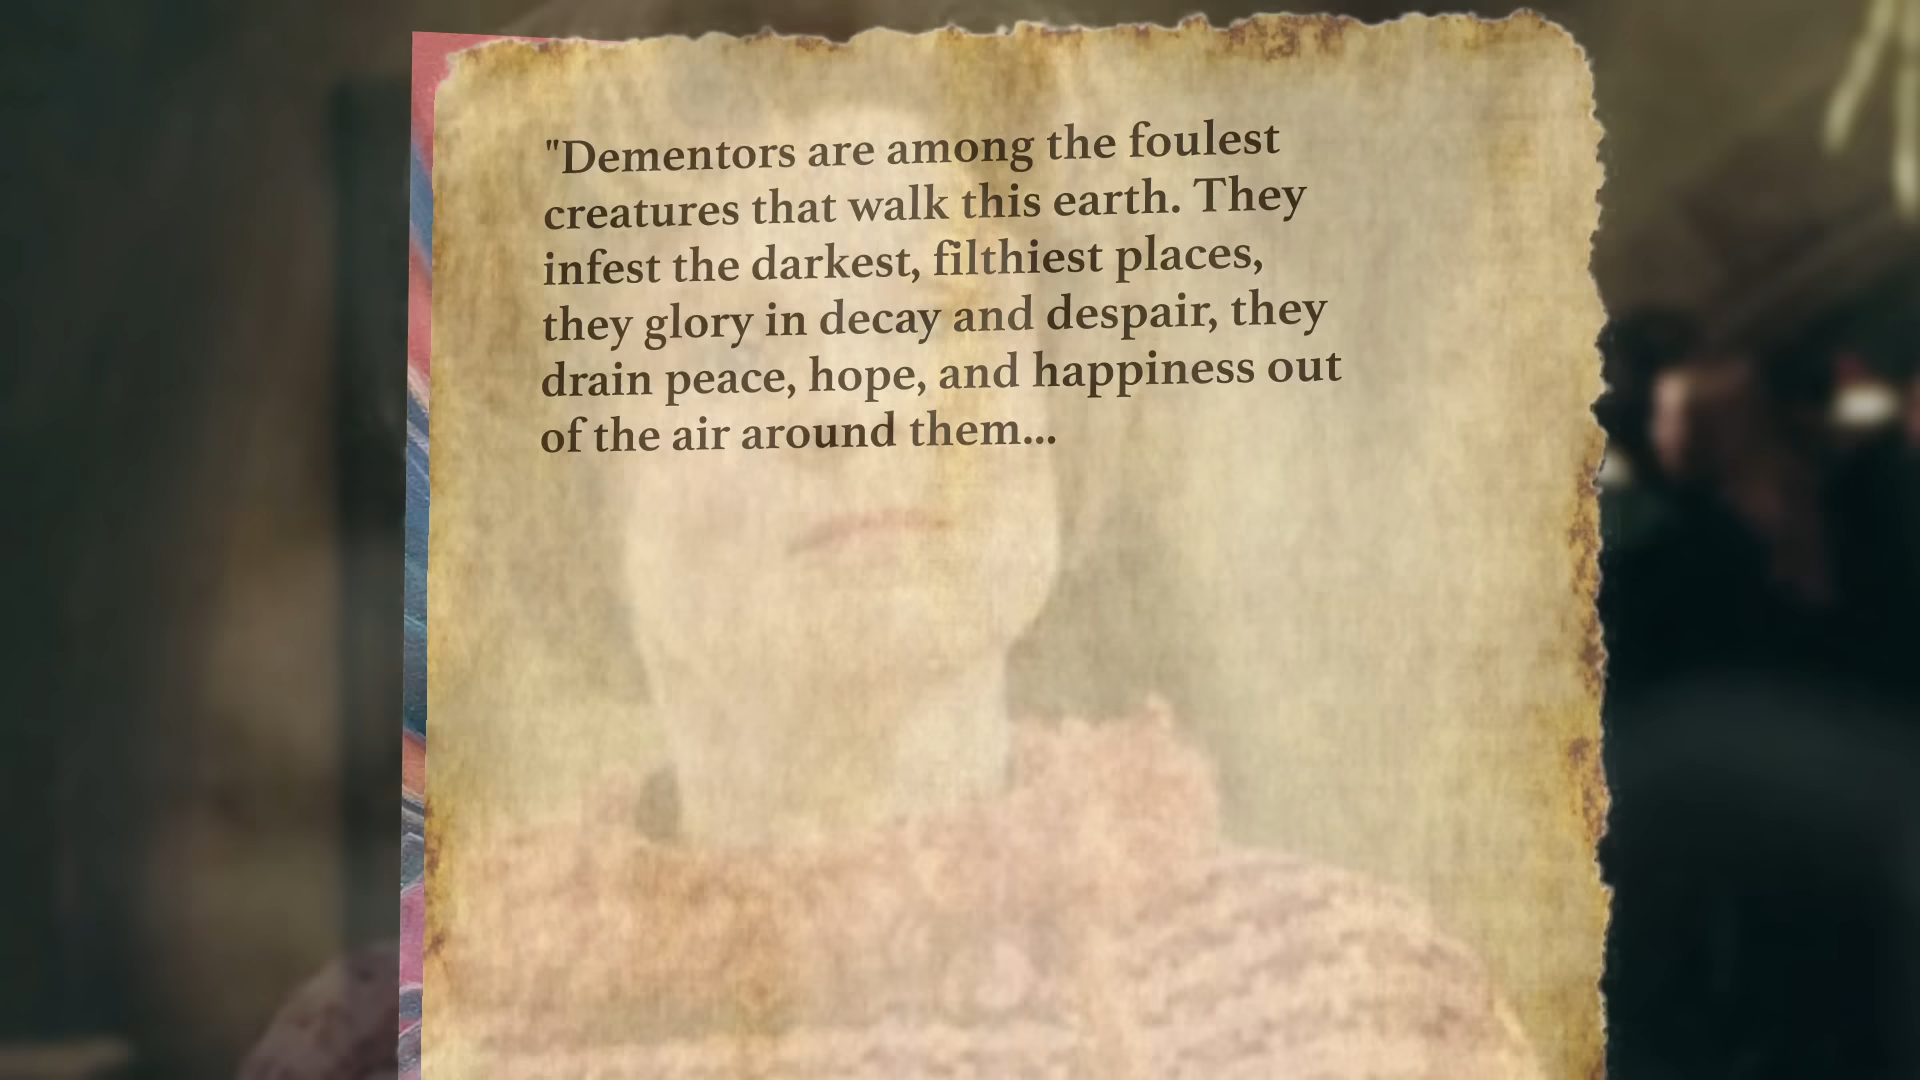 "Dementors are among the foulest
creatures that walk this earth. They
infest the darkest, filthiest places,
they glory in decay and despair, they
drain peace, hope, and happiness out
of the air around them...